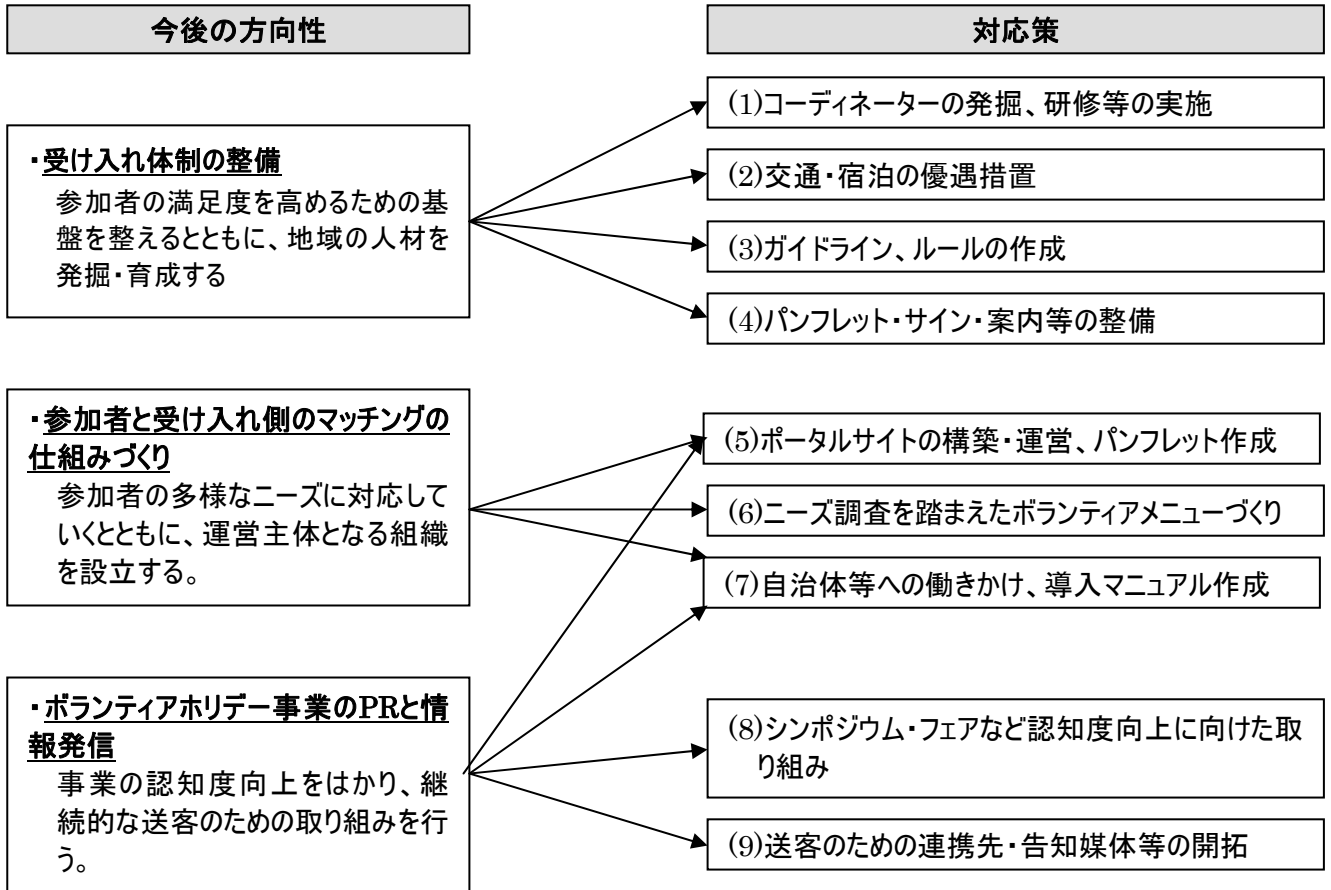 今後の方向性
対応策
・受け入れ体制の整備
参加者の満足度を高めるための基
盤を整えるとともに、地域の人材を
発掘・育成する
(1)コーディネーターの発掘、研修等の実施
(2)交通・宿泊の優遇措置
(3)ガイドライン、ルールの作成
(4)パンフレット・サイン・案内等の整備
・参加者と受け入れ側のマッチングの
仕組みづくり
参加者の多様なニーズに対応して
いくとともに、運営主体となる組織
を設立する。
(5)ポータルサイトの構築・運営、パンフレット作成
(6)ニーズ調査を踏まえたボランティアメニューづくり
(7)自治体等への働きかけ、導入マニュアル作成
・ボランティアホリデー事業のPRと情
報発信
事業の認知度向上をはかり、継
続的な送客のための取り組みを行
う。
(8)シンポジウム・フェアなど認知度向上に向けた取
り組み
(9)送客のための連携先・告知媒体等の開拓